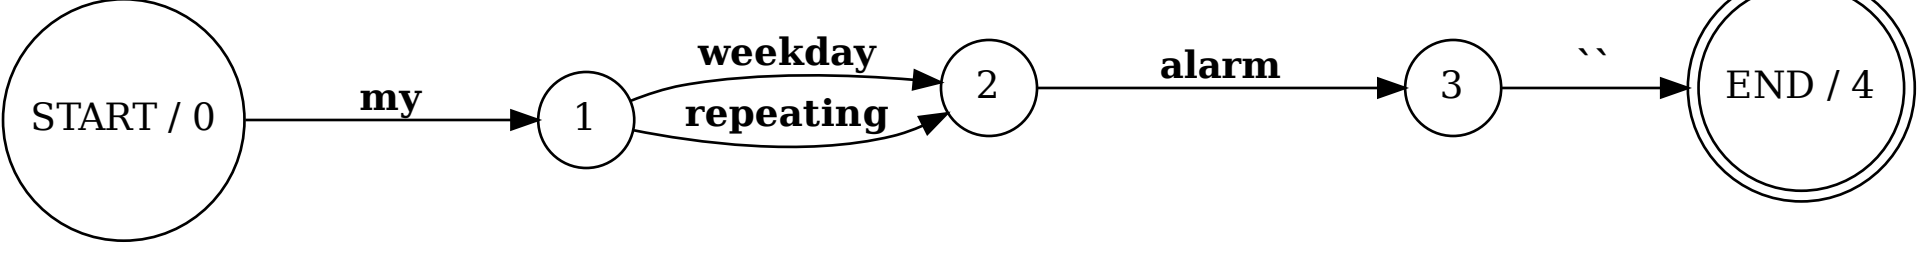 START / 0
my
1
weekday
repeating
2
alarm
3
``
END / 4